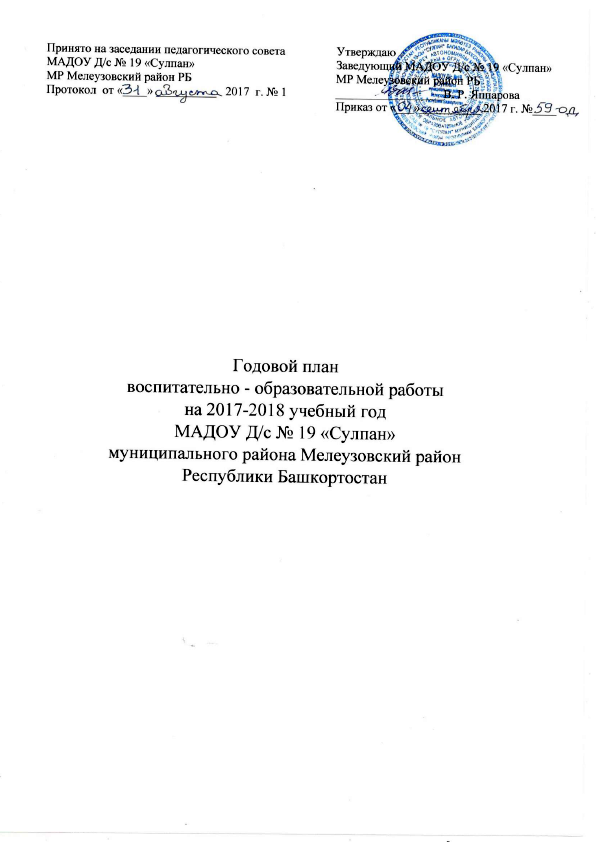 Принято на заседании педагогического совета
МАДОУ Д/с № 19 «Сулпан»
МР Мелеузовский район РБ
Протокол от «31» августа 2017 г. № 1
Утверждаю
Заведующий МАДОУ Д/с № 19 «Сулпан»
МР Мелеузовский район РБ
В. Р. Яппарова
Приказ от «04» сентября 2017 г. № 59-од
Годовой план
воспитательно - образовательной работы
на 2017-2018 учебный год
МАДОУ Д/с № 19 «Сулпан»
муниципального района Мелеузовский район
Республики Башкортостан